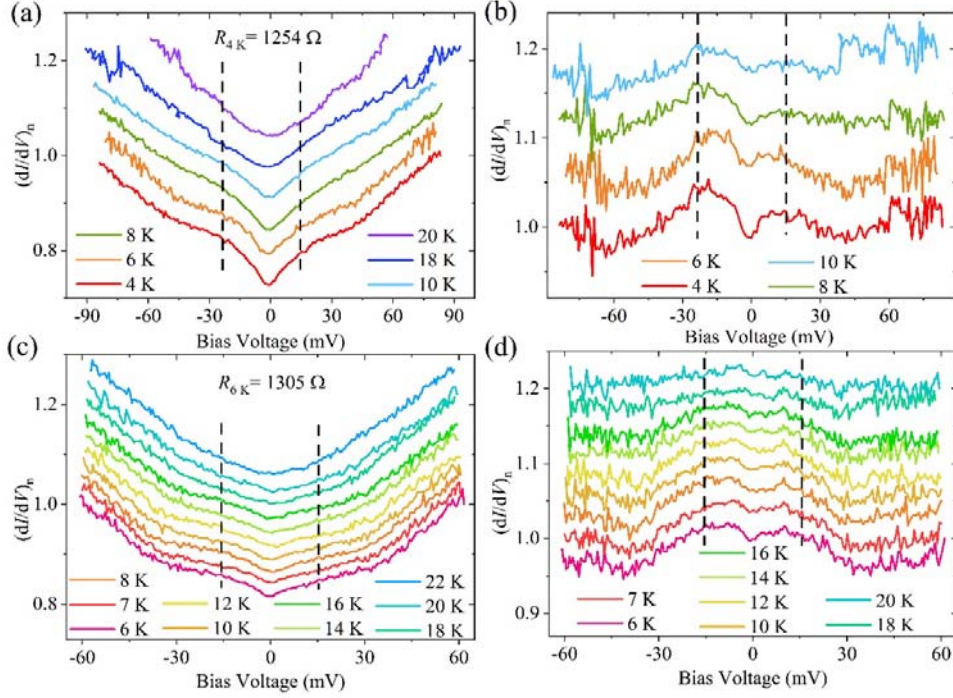 (a)
R4 K = 1254 Ω
1.2
1.0
0.8
(dI/dV)n
8 K
6 K
4 K
20 K
18 K
10 K
-90 -60 -30 0 30 60 90
Bias Voltage (mV)
(b)
1.2
1.1
1.0
(dI/dV)n
6 K
4 K
10 K
8 K
-60 -30 0 30 60
Bias Voltage (mV)
(c)
R6 K = 1305 Ω
1.2
1.0
0.8
(dI/dV)n
8 K
7 K
6 K
12 K
10 K
16 K
14 K
22 K
20 K
18 K
-60 -30 0 30 60
Bias Voltage (mV)
(d)
1.2
1.1
1.0
0.9
(dI/dV)n
7 K
6 K
16 K
14 K
12 K
10 K
20 K
18 K
-60 -30 0 30 60
Bias Voltage (mV)